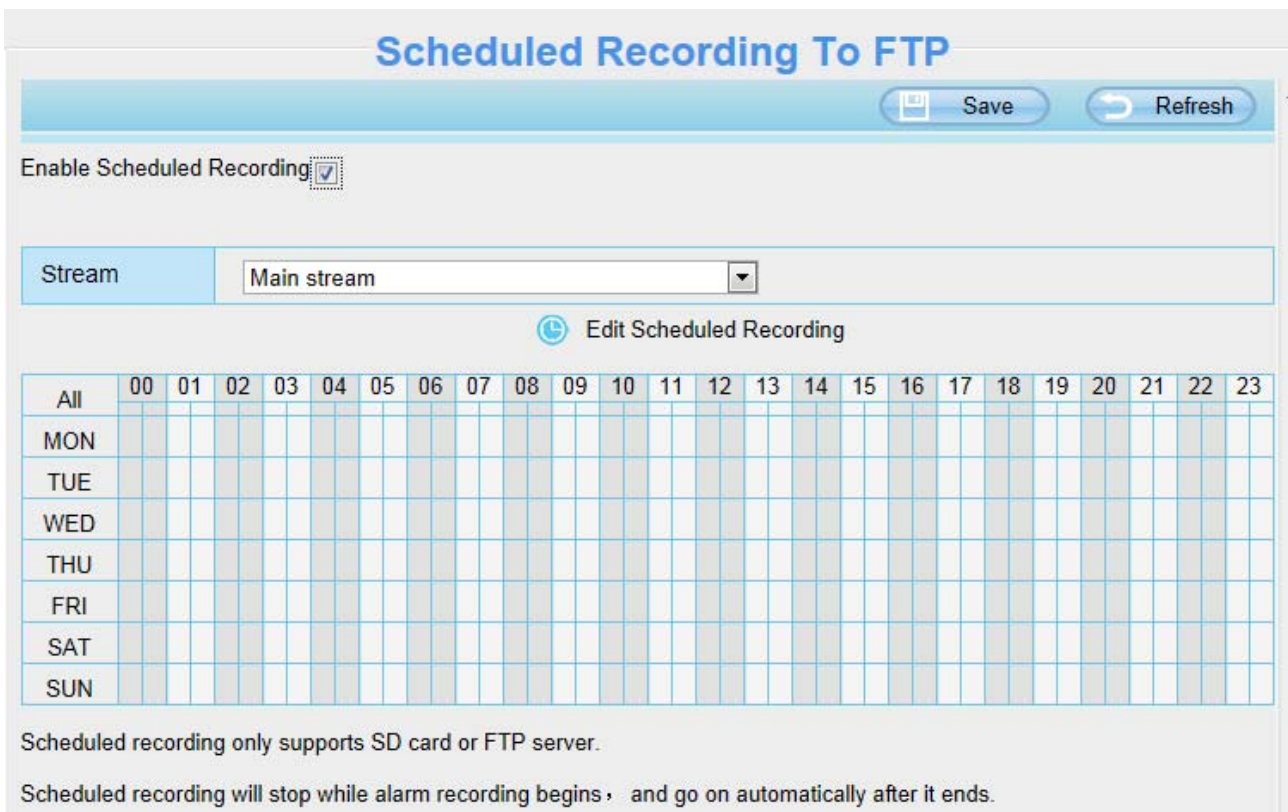 Scheduled Recording To FTP
Save Refresh
Enable Scheduled Recording
Stream Main stream
Edit Scheduled Recording
All 00 01 02 03 04 05 06 07 08 09 10 11 12 13 14 15 16 17 18 19 20 21 22 23
MON
TUE
WED
THU
FRI
SAT
SUN
Scheduled recording only supports SD card or FTP server.
Scheduled recording will stop while alarm recording begins， and go on automatically after it ends.